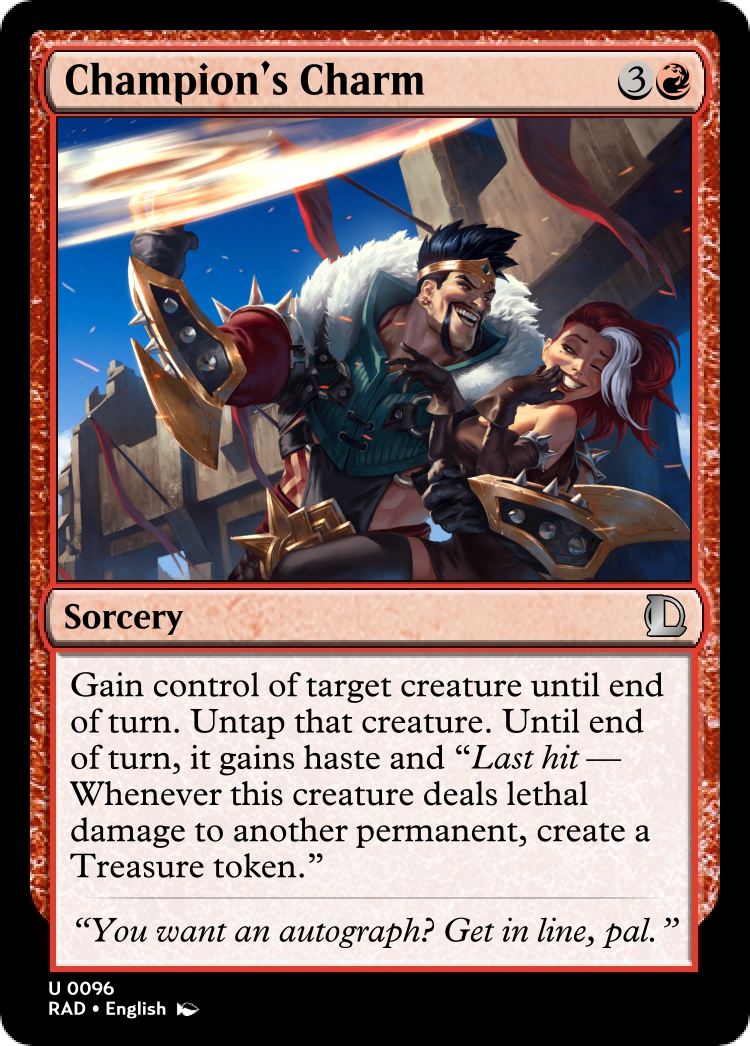 Champion's Charm
3
Sorcery
Gain control of target creature until end
of turn. Untap that creature. Until end
of turn, it gains haste and “Last hit —
Whenever this creature deals lethal
damage to another permanent, create a
Treasure token.”
“You want an autograph? Get in line, pal.”
U 0096
RAD • English